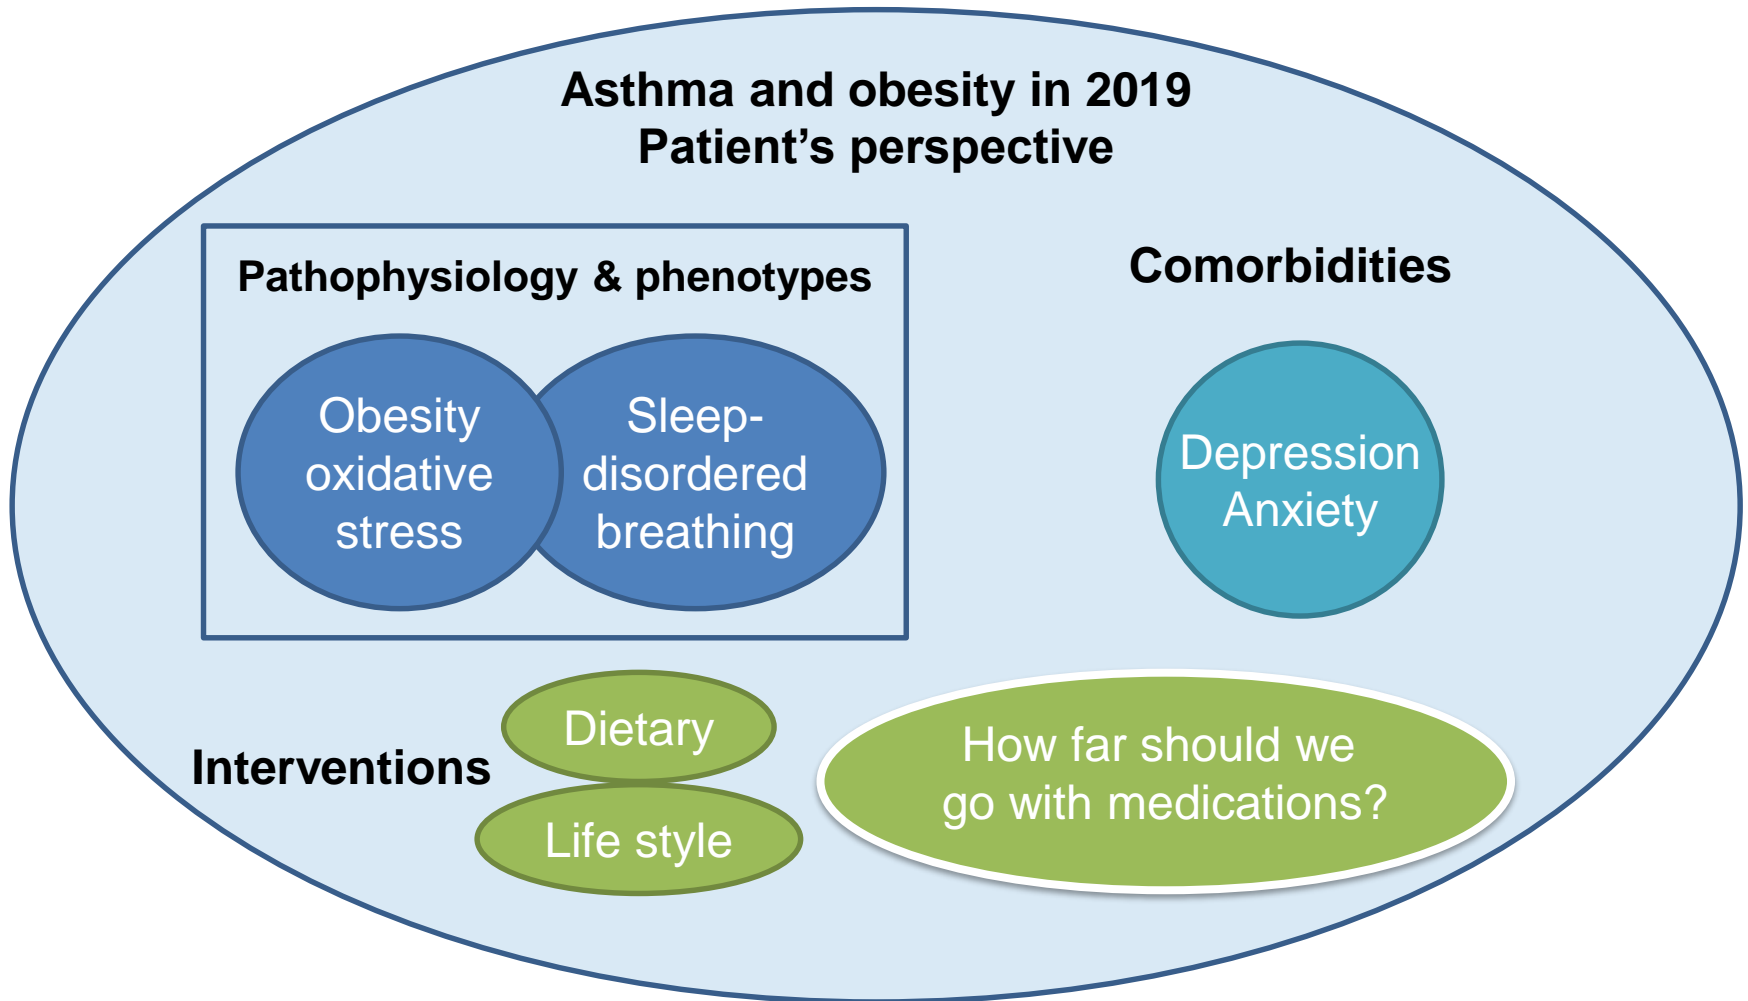 Asthma and obesity in 2019
Patient’s perspective
Pathophysiology & phenotypes
Obesity
oxidative
stress
Sleep-
disordered
breathing
Comorbidities
Depression
Anxiety
Interventions
Dietary
Life style
How far should we
go with medications?